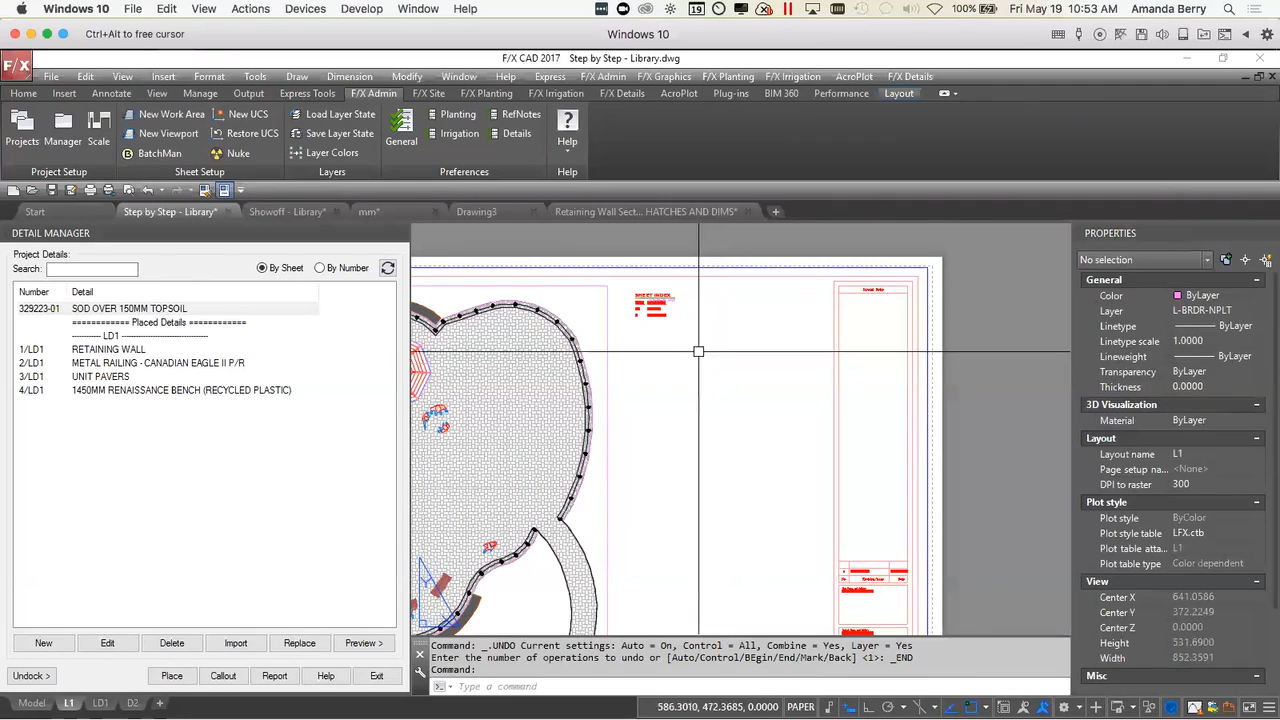 Windows 10 File Edit View Actions Devices Develop Window Help 19 100% Fri May 19 10:53 AM Amanda Berry
Ctrl+Alt to free cursor Windows 10
F/X CAD 2017 Step by Step - Library.dwg
F/X
File Edit View Insert Format Tools Draw Dimension Modify Window Help Express F/X Admin F/X Graphics F/X Planting F/X Irrigation AcroPlot F/X Details
Home Insert Annotate View Manage Output Express Tools F/X Admin F/X Site F/X Planting F/X Irrigation F/X Details AcroPlot Plug-ins BIM 360 Performance Layout
New Work Area New UCS Load Layer State Planting RefNotes
Projects Manager Scale New Viewport Restore UCS Save Layer State General Irrigation Details Help
BatchMan Nuke Layer Colors
Project Setup Sheet Setup Layers Preferences Help
Start Step by Step - Library* Showoff - Library* mm* Drawing3 Retaining Wall Sect... HATCHES AND DIMS*
DETAIL MANAGER
Project Details:
Search: By Sheet By Number
Number Detail
329223-01 SOD OVER 150MM TOPSOIL
============ Placed Details ============
---------- LD1 ----------------------------------
1/LD1 RETAINING WALL
2/LD1 METAL RAILING - CANADIAN EAGLE II P/R
3/LD1 UNIT PAVERS
4/LD1 1450MM RENAISSANCE BENCH (RECYCLED PLASTIC)
New Edit Delete Import Replace Preview >
Undock > Place Callout Report Help Exit
SHEET INDEX
Command: _.UNDO Current settings: Auto = On, Control = All, Combine = Yes, Layer = Yes
Enter the number of operations to undo or [Auto/Control/BEgin/End/Mark/Back] <1>: _END
Command:
Type a command
PROPERTIES
No selection
General
Color ByLayer
Layer L-BRDR-NPLT
Linetype ByLayer
Linetype scale 1.0000
Lineweight ByLayer
Transparency ByLayer
Thickness 0.0000
3D Visualization
Material ByLayer
Layout
Layout name L1
Page setup na... <None>
DPI to raster 300
Plot style
Plot style ByColor
Plot style table LFX.ctb
Plot table atta... L1
Plot table type Color dependent
View
Center X 641.0586
Center Y 372.2249
Center Z 0.0000
Height 531.6900
Width 852.3591
Misc
Model L1 LD1 D2 +
586.3010, 472.3685, 0.0000 PAPER